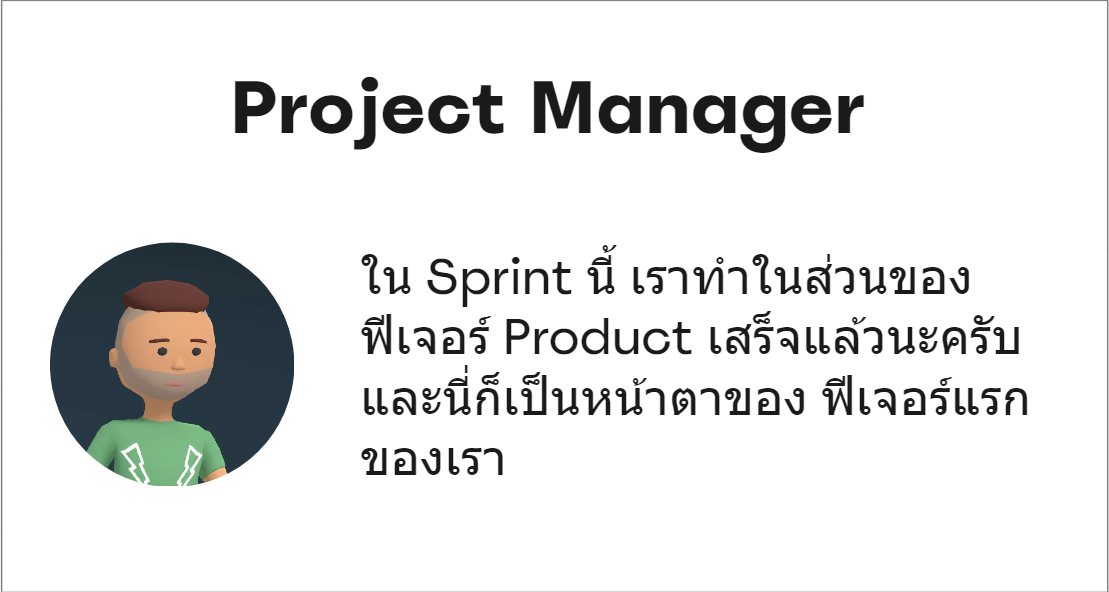 Project Manager
ใน Sprint นี้ เราทำในส่วนของ
ฟีเจอร์ Product เสร็จแล้วนะครับ
และนี่ก็เป็นหน้าตาของ ฟีเจอร์แรก
ของเรา